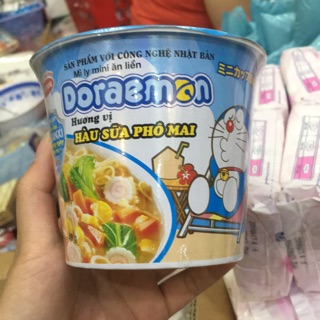 SẢN PHẨM VỚI CÔNG NGHỆ NHẬT BẢN
Mì ly mini ăn liền
ミニカップ
Doraemon
Hương vị
HÀU SỮA PHÔ MAI